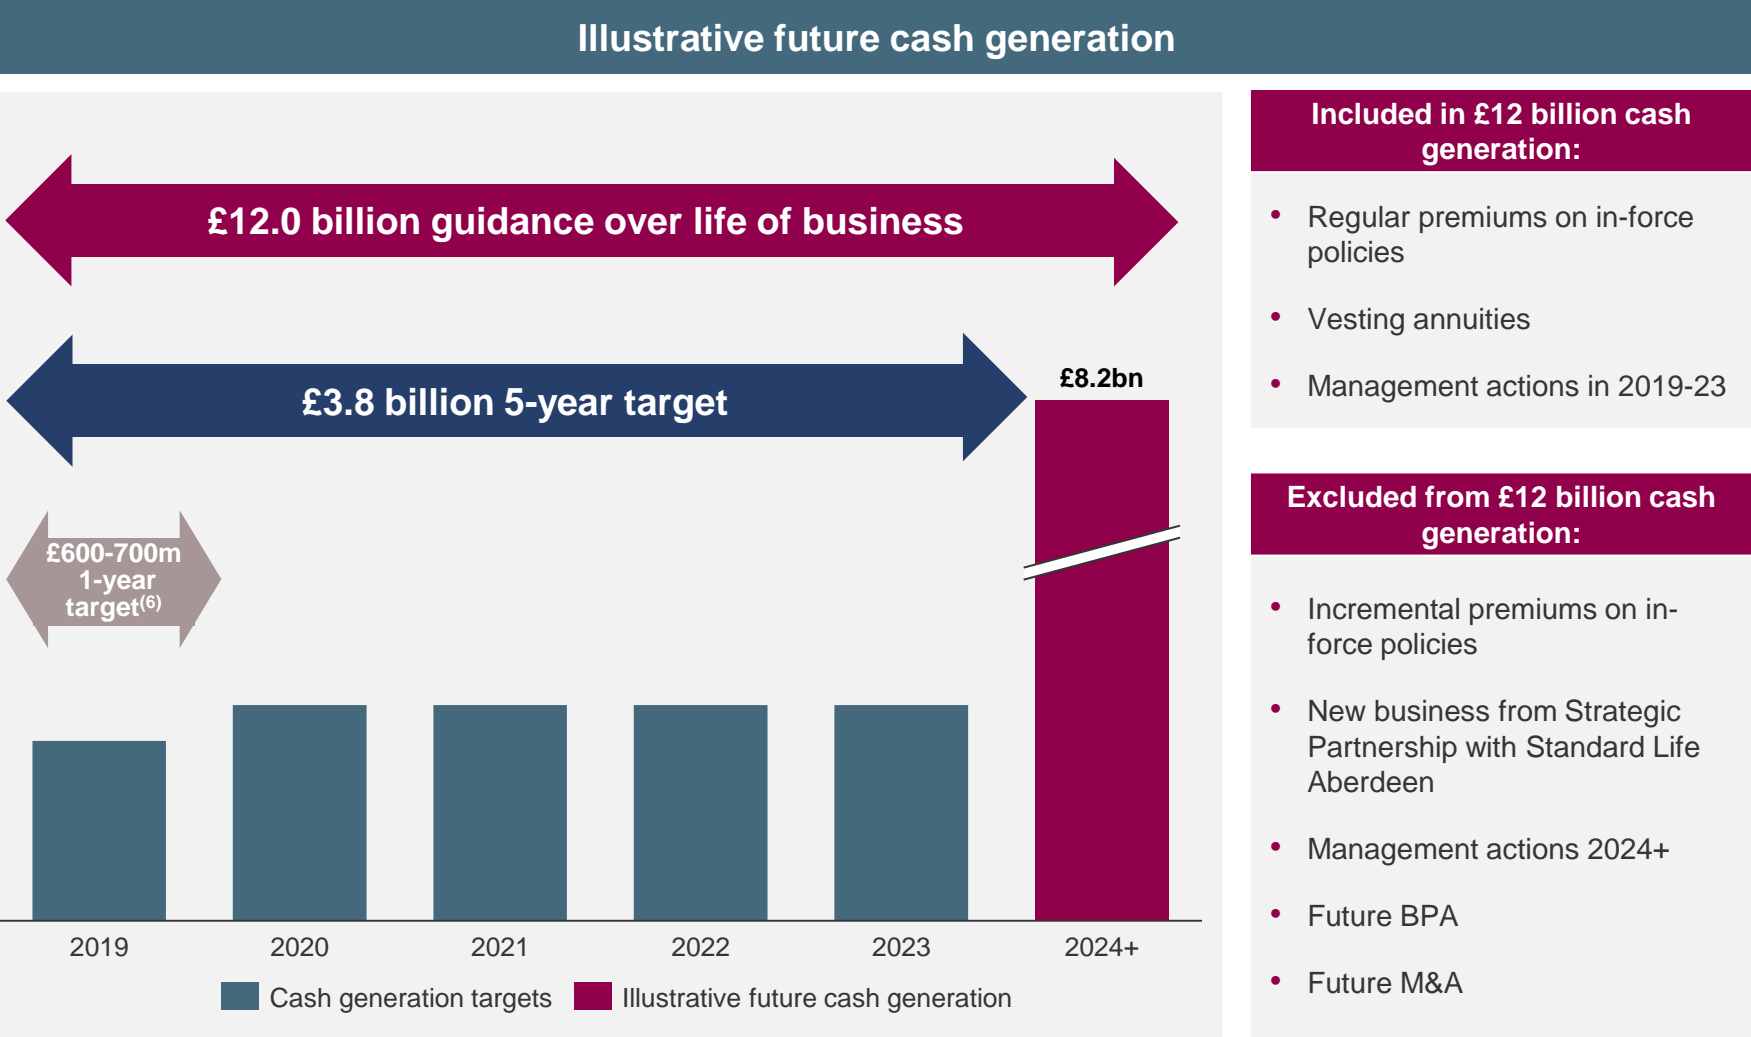 Illustrative future cash generation
£12.0 billion guidance over life of business
£3.8 billion 5-year target
£8.2bn
£600-700m
1-year
target(6)
2019
2020
2021
2022
2023
2024+
Cash generation targets
Illustrative future cash generation
Included in £12 billion cash
generation:
• Regular premiums on in-force
policies
• Vesting annuities
• Management actions in 2019-23
Excluded from £12 billion cash
generation:
• Incremental premiums on in-
force policies
• New business from Strategic
Partnership with Standard Life
Aberdeen
• Management actions 2024+
• Future BPA
• Future M&A